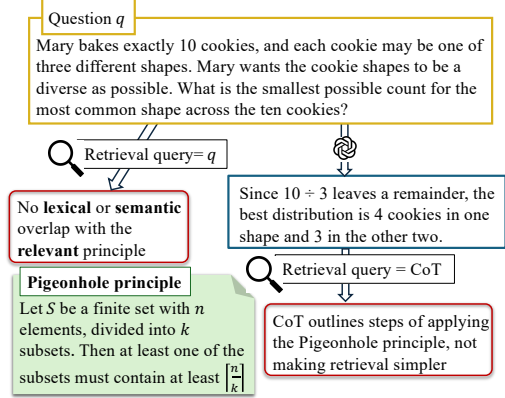 Question q
Mary bakes exactly 10 cookies, and each cookie may be one of
three different shapes. Mary wants the cookie shapes to be a
diverse as possible. What is the smallest possible count for the
most common shape across the ten cookies?
Retrieval query= q
No lexical or semantic
overlap with the
relevant principle
Since 10 ÷ 3 leaves a remainder, the
best distribution is 4 cookies in one
shape and 3 in the other two.
Retrieval query = CoT
Pigeonhole principle
Let S be a finite set with n
elements, divided into k
subsets. Then at least one of the
subsets must contain at least ⌈n/k⌉
CoT outlines steps of applying
the Pigeonhole principle, not
making retrieval simpler